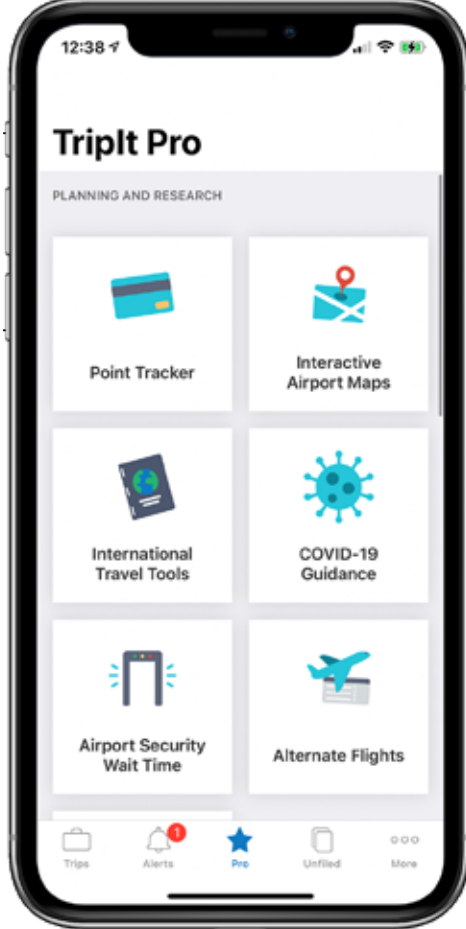 12:38
TripIt Pro
PLANNING AND RESEARCH
Point Tracker
Interactive
Airport Maps
International
Travel Tools
COVID-19
Guidance
Airport Security
Wait Time
Alternate Flights
1
Trips
Alerts
Pro
Unfiled
More